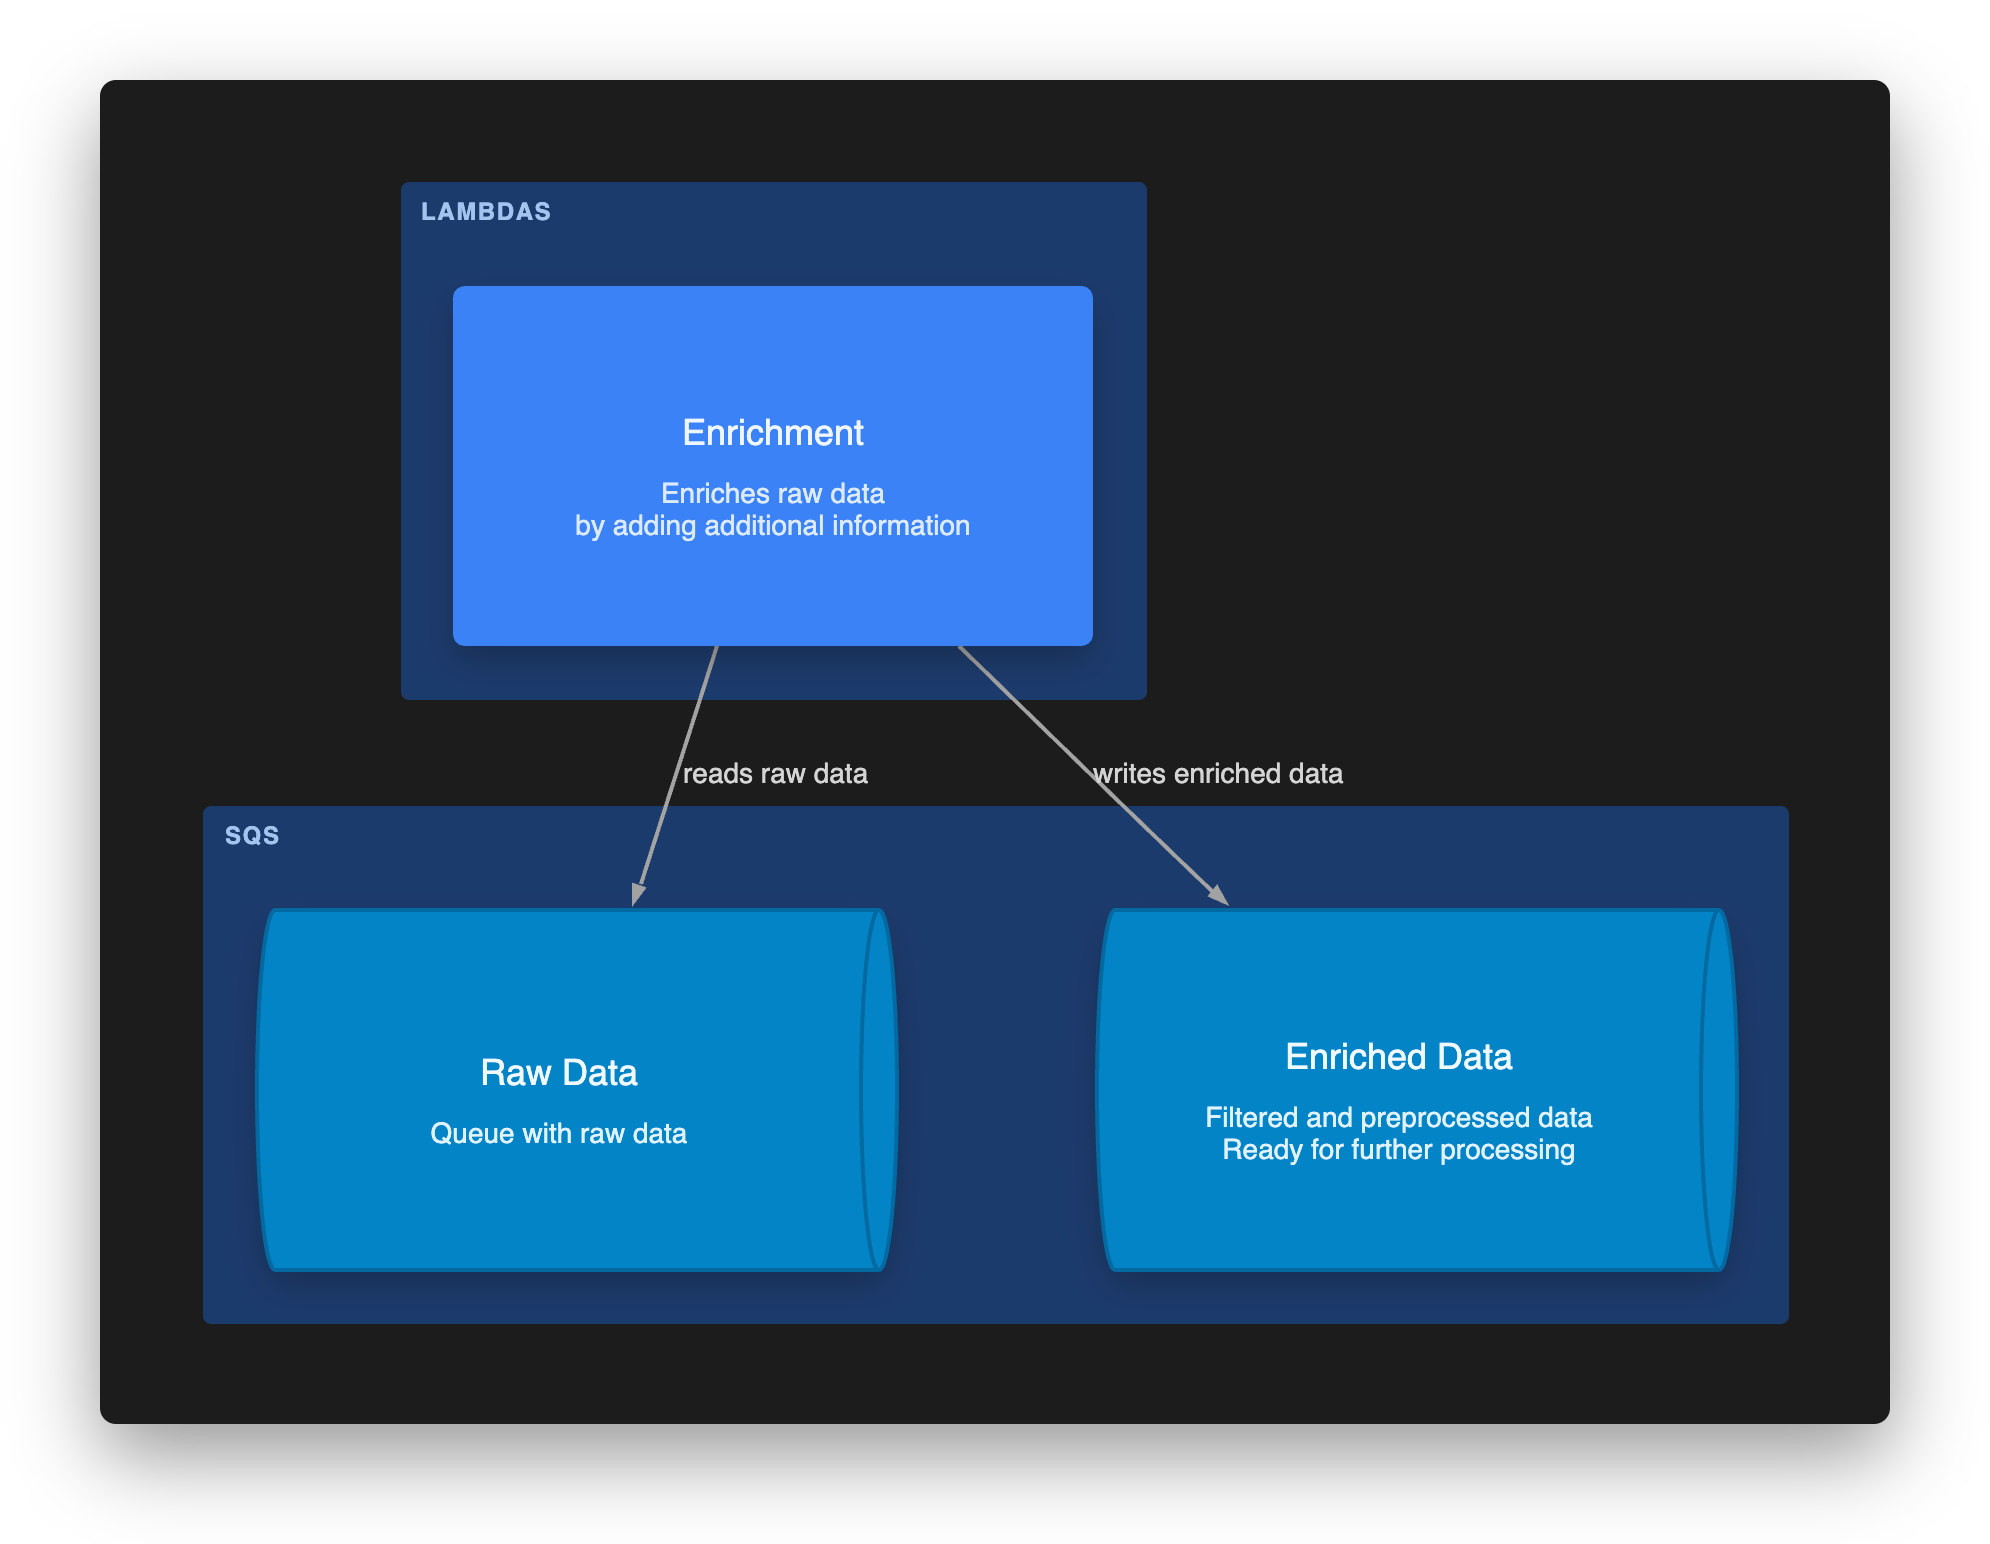 LAMBDAS
Enrichment
Enriches raw data
by adding additional information
reads raw data
writes enriched data
SQS
Raw Data
Queue with raw data
Enriched Data
Filtered and preprocessed data
Ready for further processing